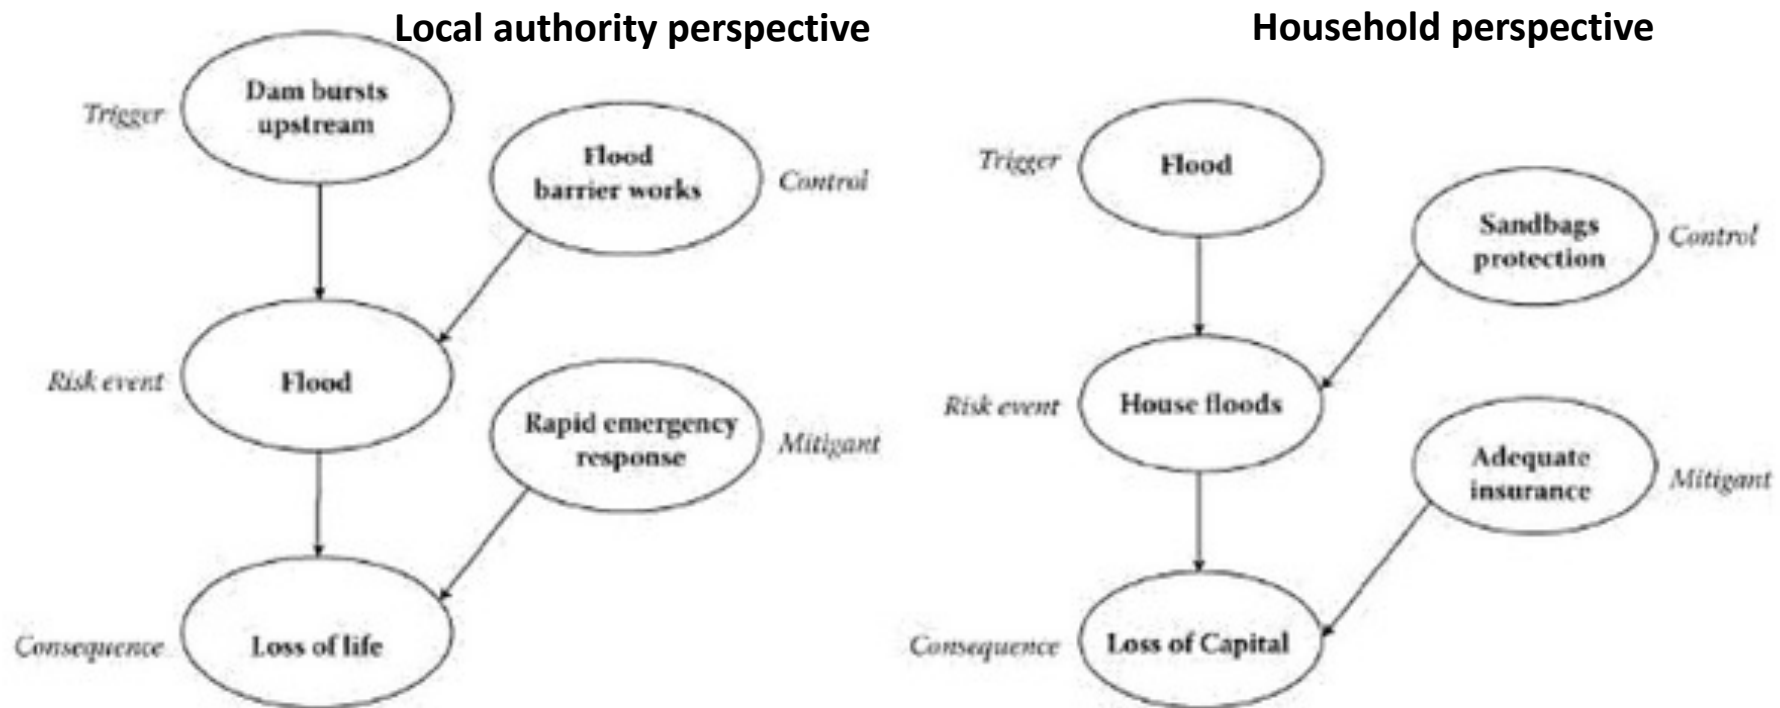 Local authority perspective
Trigger
Dam bursts
upstream
Flood
barrier works
Control
Risk event
Flood
Rapid emergency
response
Mitigant
Consequence
Loss of life
Household perspective
Trigger
Flood
Sandbags
protection
Control
Risk event
House floods
Adequate
insurance
Mitigant
Consequence
Loss of Capital